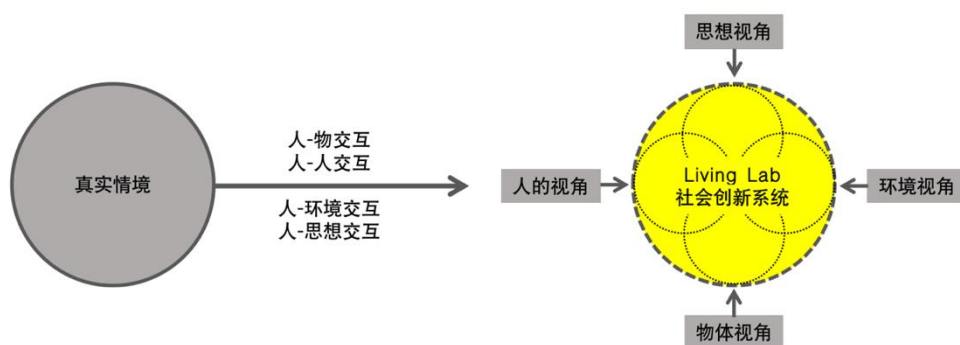 思想视角
真实情境
人-物交互
人-人交互
人-环境交互
人-思想交互
人的视角
Living Lab
社会创新系统
环境视角
物体视角